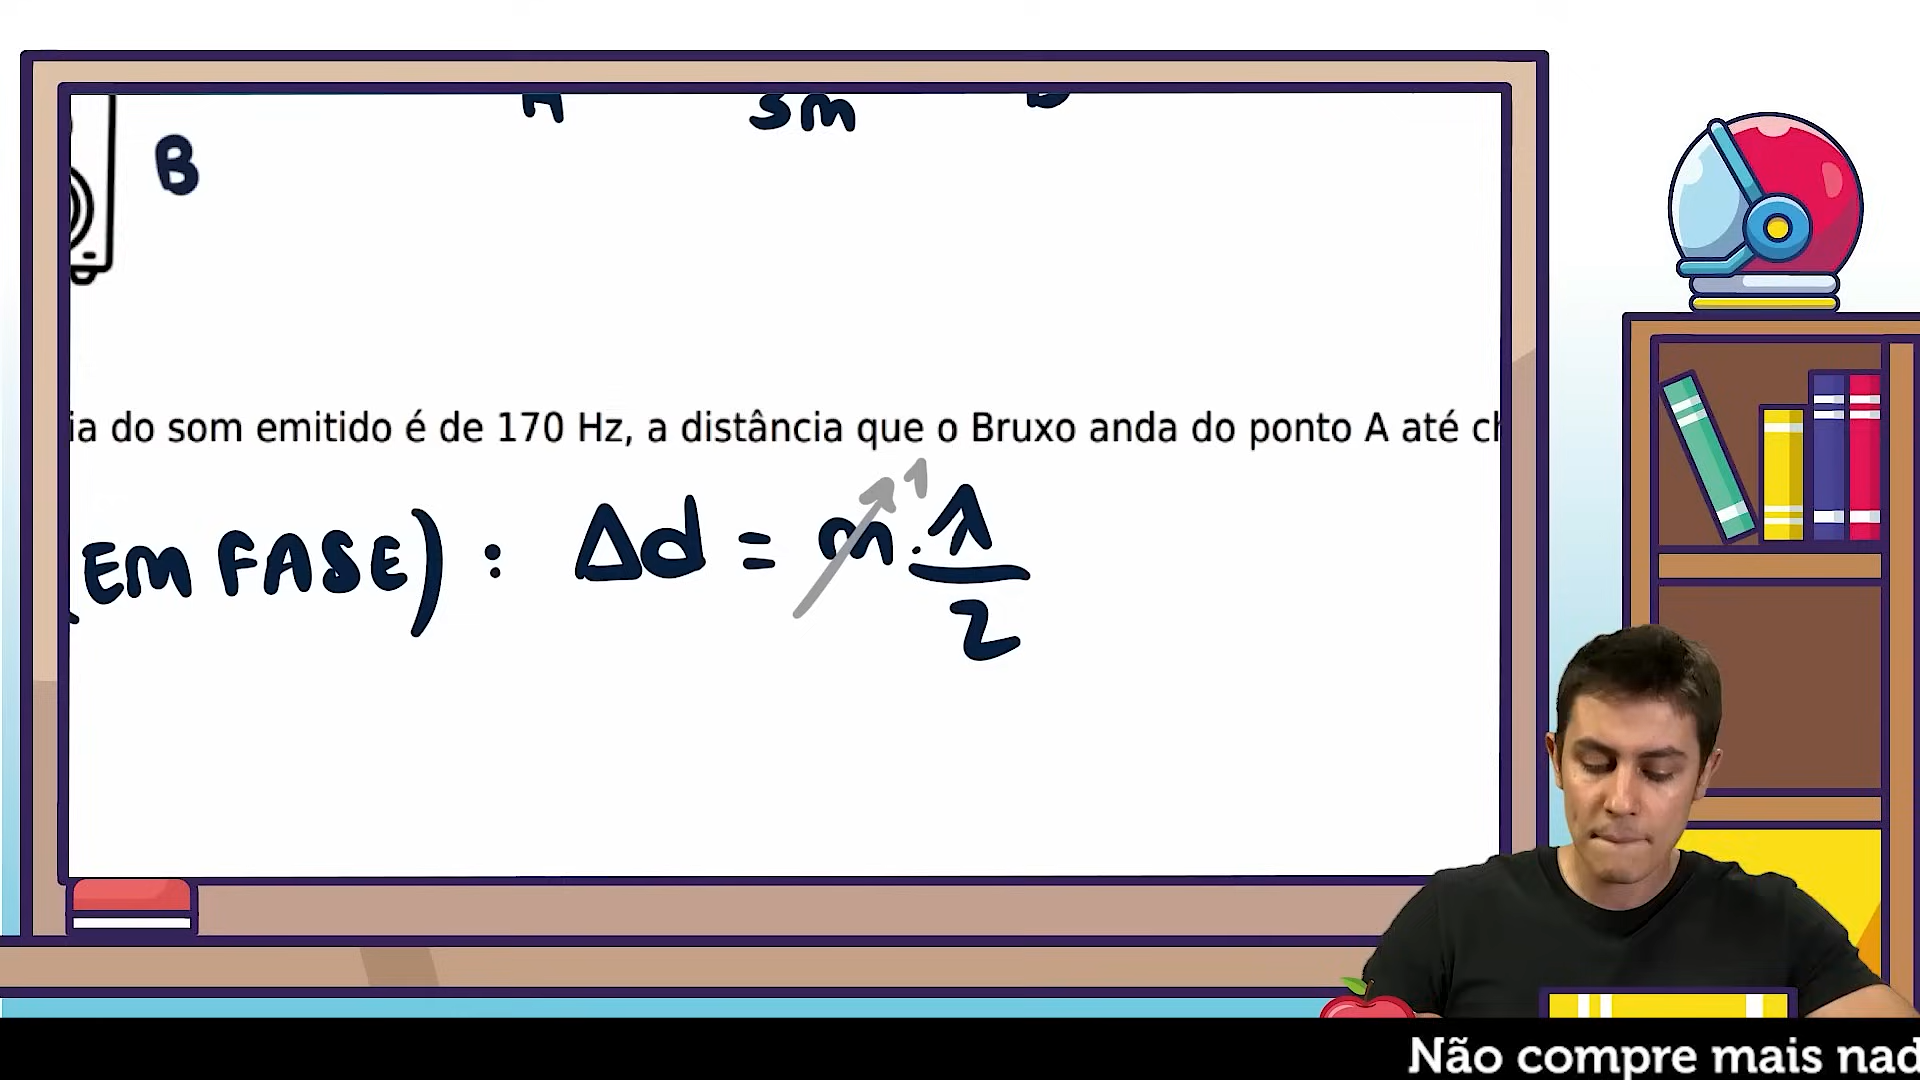 A 5m B
B
ia do som emitido é de 170 Hz, a distância que o Bruxo anda do ponto A até ch
1
(EM FASE) : Δd = m . λ
2
Não compre mais nad